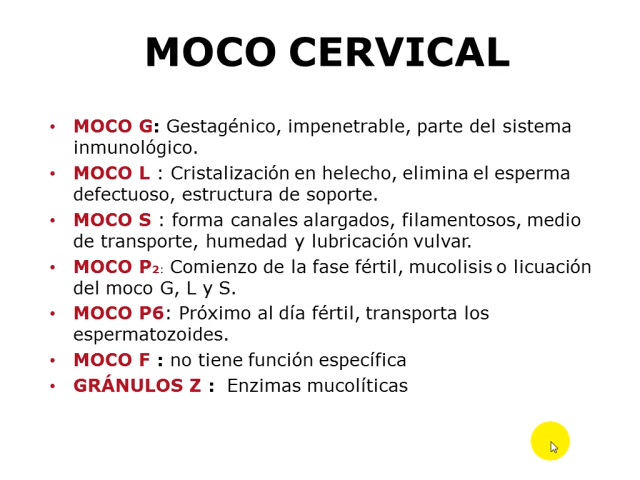 MOCO CERVICAL
• MOCO G: Gestagénico, impenetrable, parte del sistema
inmunológico.
• MOCO L : Cristalización en helecho, elimina el esperma
defectuoso, estructura de soporte.
• MOCO S : forma canales alargados, filamentosos, medio
de transporte, humedad y lubricación vulvar.
• MOCO P2: Comienzo de la fase fértil, mucolisis o licuación
del moco G, L y S.
• MOCO P6: Próximo al día fértil, transporta los
espermatozoides.
• MOCO F : no tiene función específica
• GRÁNULOS Z : Enzimas mucolíticas